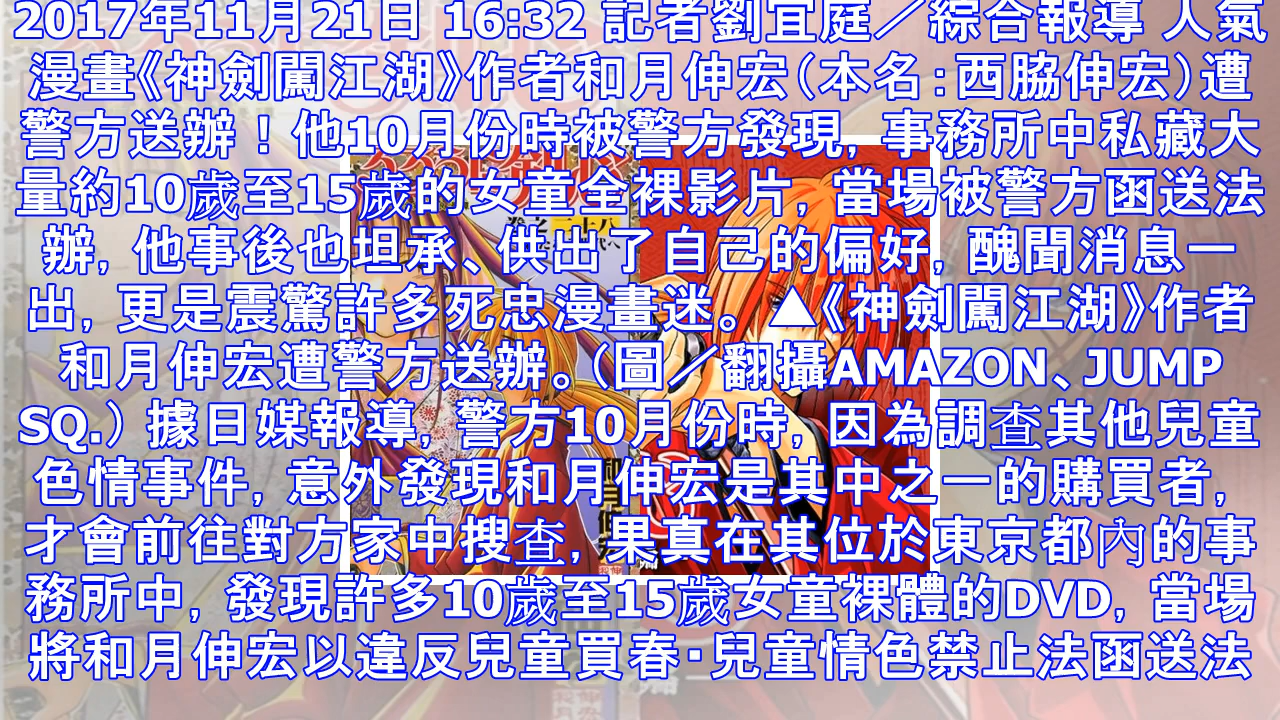 2017年11月21日 16:32 記者劉宜庭／綜合報導 人氣
漫畫《神劍闖江湖》作者和月伸宏（本名：西脇伸宏）遭
警方送辦！他10月份時被警方發現，事務所中私藏大
量約10歲至15歲的女童全裸影片，當場被警方函送法
辦，他事後也坦承、供出了自己的偏好，醜聞消息一
出，更是震驚許多死忠漫畫迷。▲《神劍闖江湖》作者
和月伸宏遭警方送辦。（圖／翻攝AMAZON、JUMP
SQ.）據日媒報導，警方10月份時，因為調查其他兒童
色情事件，意外發現和月伸宏是其中之一的購買者，
才會前往對方家中搜查，果真在其位於東京都內的事
務所中，發現許多10歲至15歲女童裸體的DVD，當場
將和月伸宏以違反兒童買春·兒童情色禁止法函送法